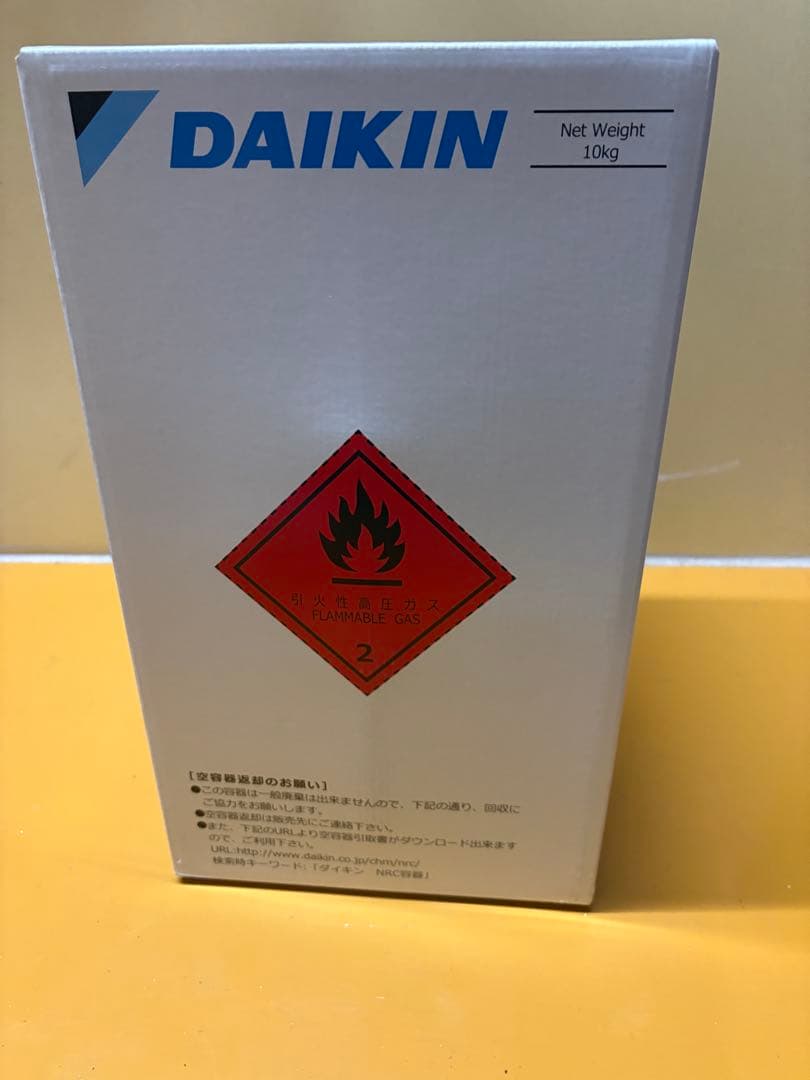 DAIKIN
Net Weight
10kg
引火性高圧ガス
FLAMMABLE GAS
2
[空容器返却のお願い]
●この容器は一般廃棄は出来ませんので、下記の通り、回収に
ご協力をお願いします。
●空容器返却は販売先にご連絡下さい。
●また、下記のURLより空容器引取書がダウンロード出来ます
ので、ご利用下さい。
URL:http://www.daikin.co.jp/chm/nrc/
検索時キーワード:「ダイキン NRC容器」